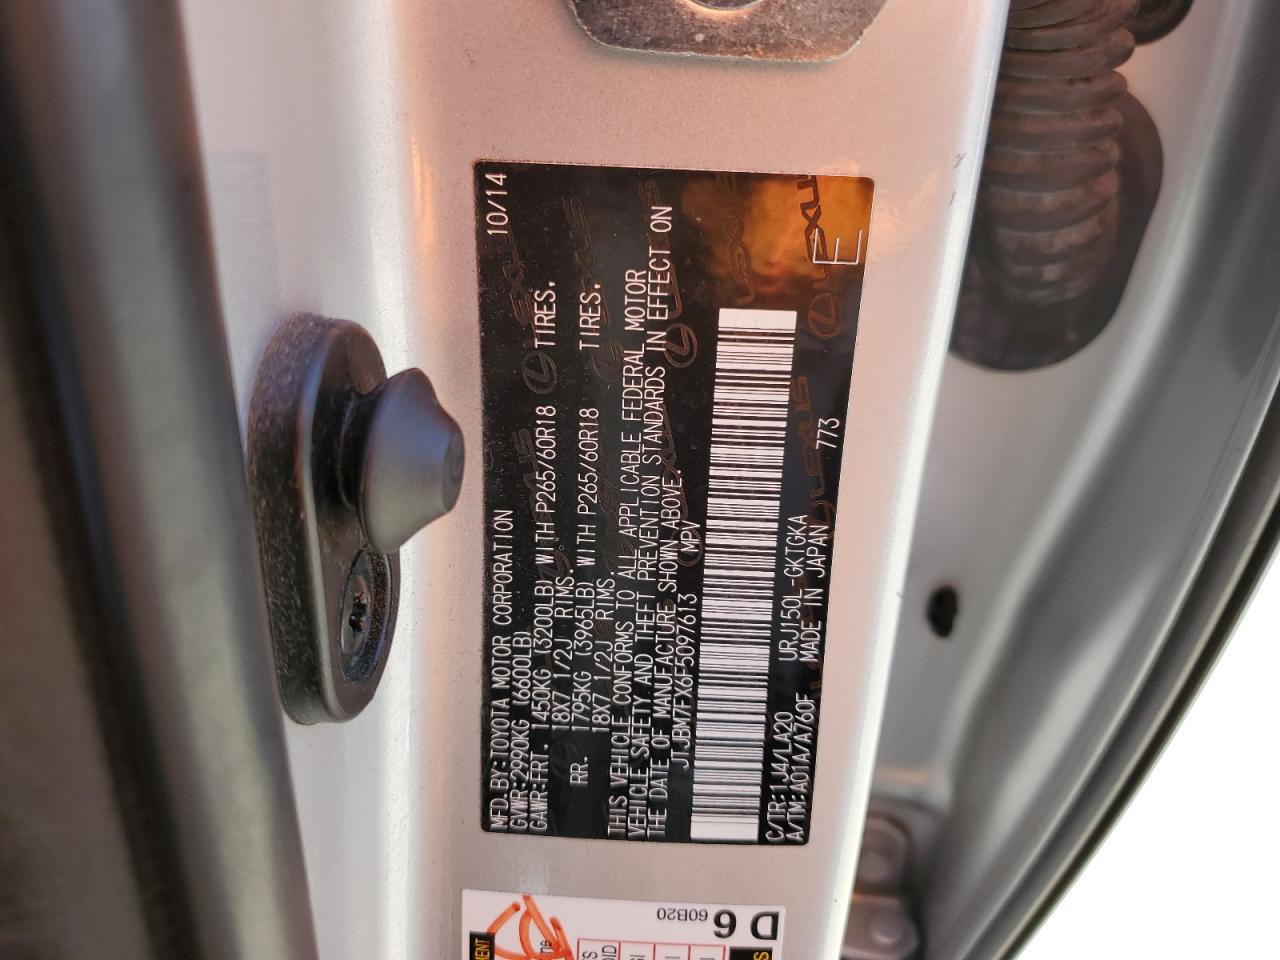 MFD.BY:TOYOTA MOTOR CORPORATION 10/14
GVWR:2990KG (6600LB)
GAWR:FRT. 1450KG (3200LB) WITH P265/60R18 TIRES.
18X7 1/2J RIMS.
RR. 1795KG (3965LB) WITH P265/60R18 TIRES.
18X7 1/2J RIMS.
THIS VEHICLE CONFORMS TO ALL APPLICABLE FEDERAL MOTOR
VEHICLE SAFETY AND THEFT PREVENTION STANDARDS IN EFFECT ON
THE DATE OF MANUFACTURE SHOWN ABOVE.
JTJBM7FX6F5097613 MPV
C/TR:1J4/LA20 URJ150L-GKTGKA
A/TM:A01A/A760F MADE IN JAPAN 773
E
LEXUS
D 6
60B20